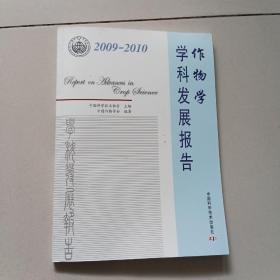 2009-2010
作物学
学科发展报告
Report on Advances in
Crop Science
中国科学技术协会 主编
中国作物学会 编著
中国科学技术出版社